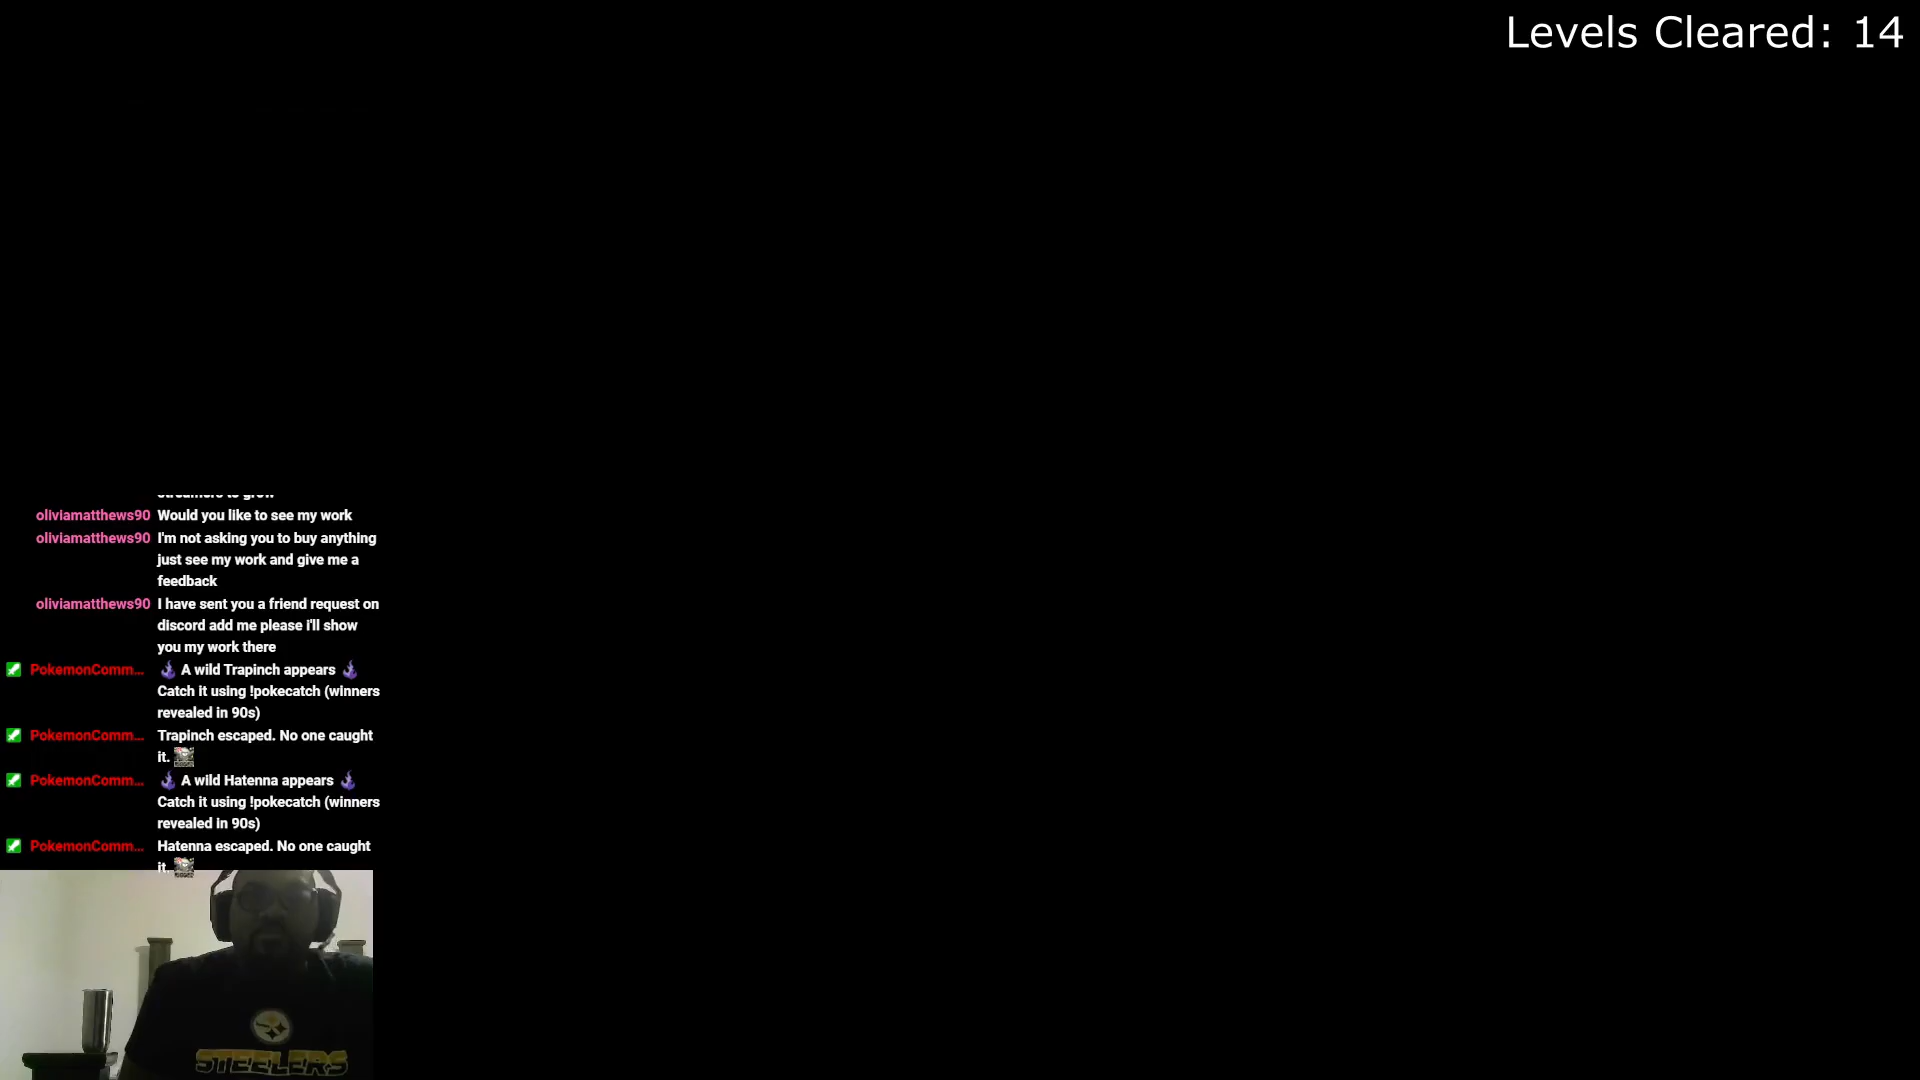 Levels Cleared: 14
streamers to grow
oliviamatthews90 Would you like to see my work
oliviamatthews90 I'm not asking you to buy anything
just see my work and give me a
feedback
oliviamatthews90 I have sent you a friend request on
discord add me please i'll show
you my work there
PokemonComm... A wild Trapinch appears
Catch it using !pokecatch (winners
revealed in 90s)
PokemonComm... Trapinch escaped. No one caught
it.
PokemonComm... A wild Hatenna appears
Catch it using !pokecatch (winners
revealed in 90s)
PokemonComm... Hatenna escaped. No one caught
it.
STEELERS